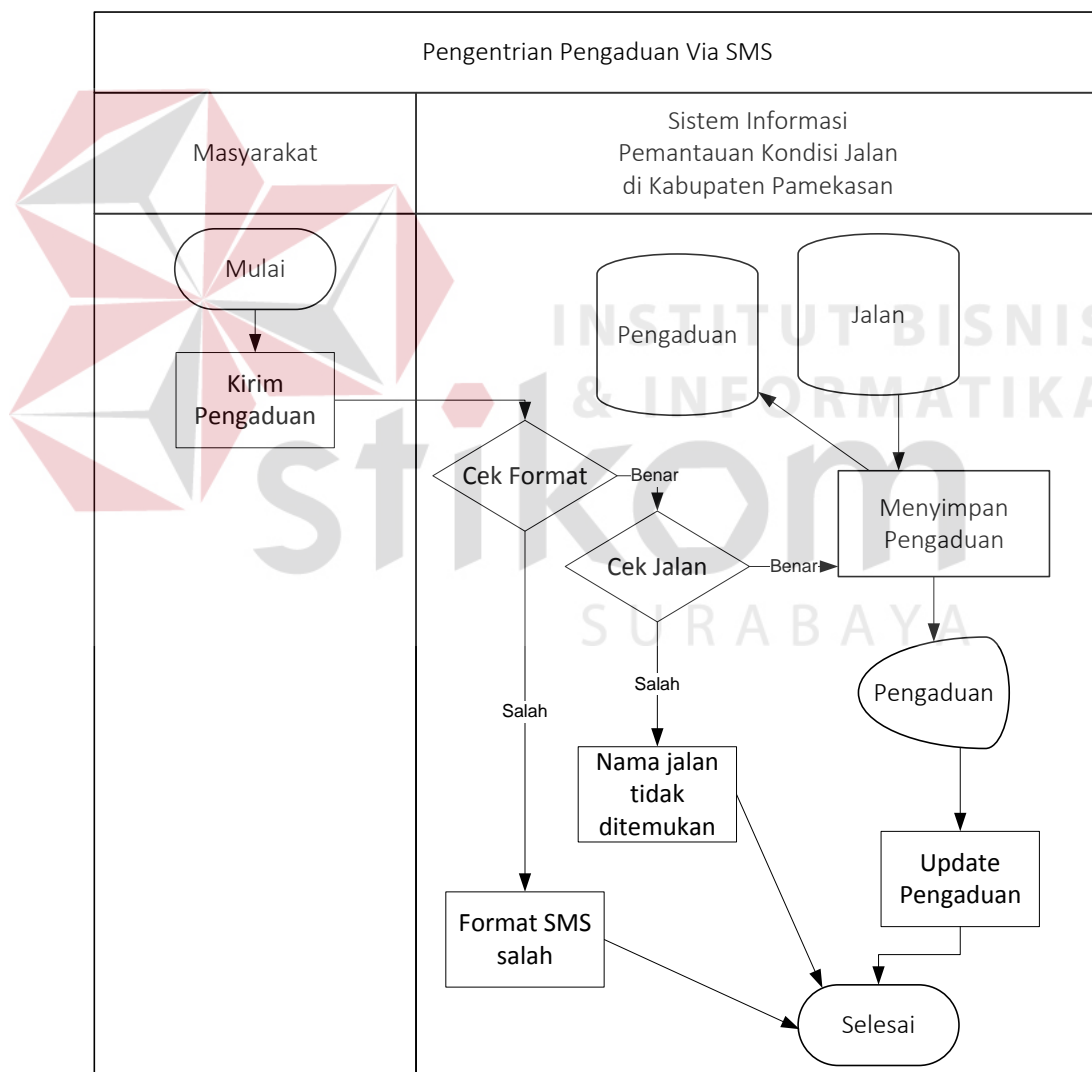 Pengentrian Pengaduan Via SMS
Masyarakat
Sistem Informasi
Pemantauan Kondisi Jalan
di Kabupaten Pamekasan
Mulai
Kirim
Pengaduan
Pengaduan
Jalan
INSTITUT BISNIS
& INFORMATIKA
stikom
SURABAYA
Cek Format
Benar
Cek Jalan
Benar
Menyimpan
Pengaduan
Salah
Salah
Pengaduan
Nama jalan
tidak
ditemukan
Update
Pengaduan
Format SMS
salah
Selesai